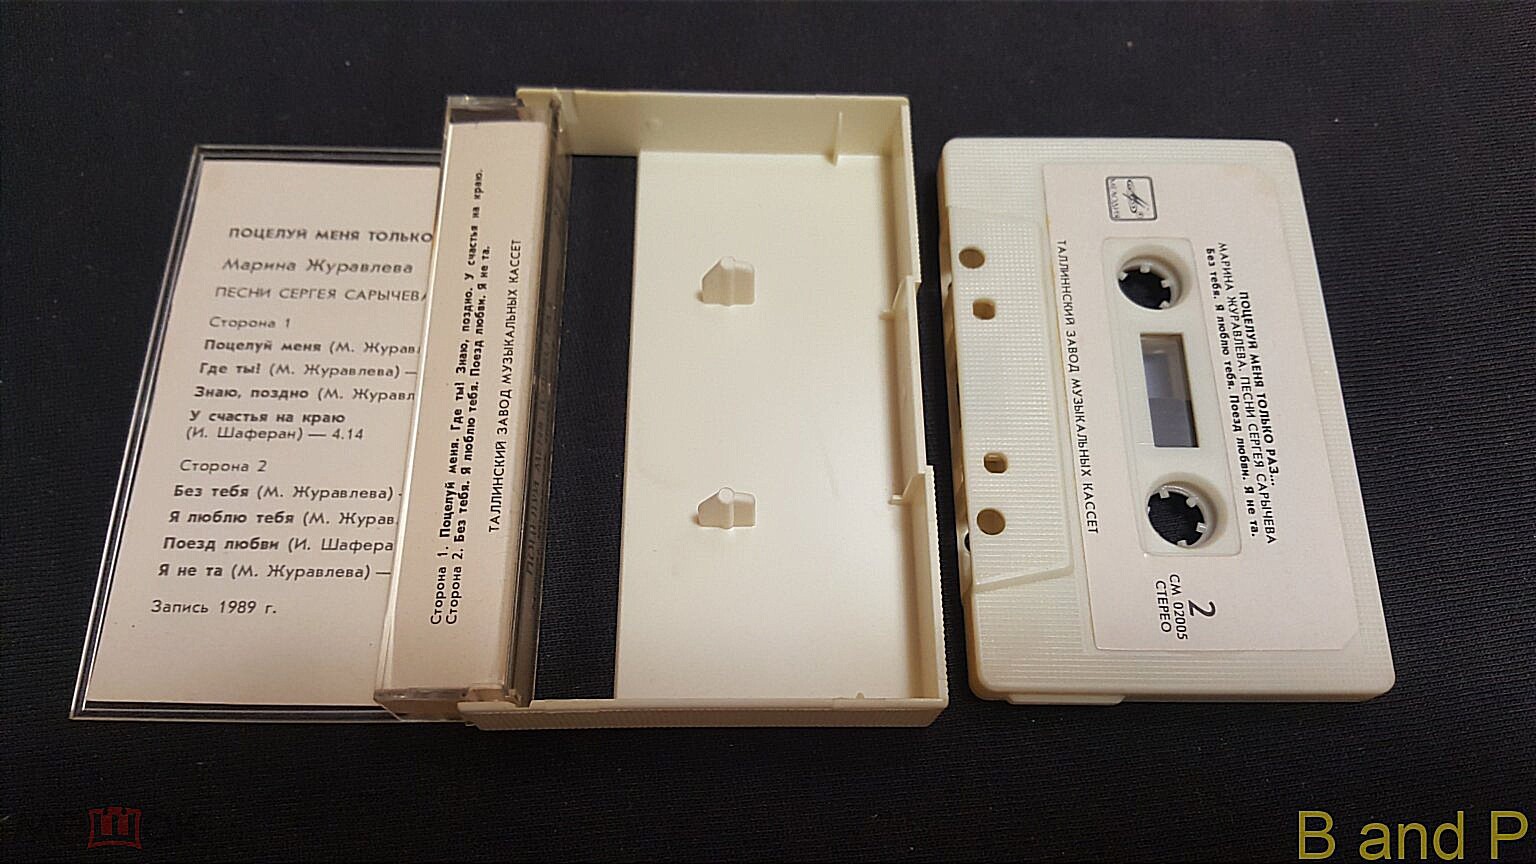 ПОЦЕЛУЙ МЕНЯ ТОЛЬКО
Марина Журавлева
ПЕСНИ СЕРГЕЯ САРЫЧЕВА
Сторона 1
Поцелуй меня (М. Журавл
Где ты! (М. Журавлева) —
Знаю, поздно (М. Журавл
У счастья на краю
(И. Шаферан) — 4.14
Сторона 2
Без тебя (М. Журавлева) -
Я люблю тебя (М. Журав.
Поезд любви (И. Шафера
Я не та (М. Журавлева) —
Запись 1989 г.
Сторона 1. Поцелуй меня. Где ты! Знаю, поздно. У счастья на краю.
Сторона 2. Без тебя. Я люблю тебя. Поезд любви. Я не та.
ТАЛЛИНСКИЙ ЗАВОД МУЗЫКАЛЬНЫХ КАССЕТ
МЕЛОДИЯ
ПОЦЕЛУЙ МЕНЯ ТОЛЬКО РАЗ...
МАРИНА ЖУРАВЛЕВА. ПЕСНИ СЕРГЕЯ САРЫЧЕВА
Без тебя. Я люблю тебя. Поезд любви. Я не та.
2
СМ 02005
СТЕРЕО
ТАЛЛИННСКИЙ ЗАВОД МУЗЫКАЛЬНЫХ КАССЕТ
B and P